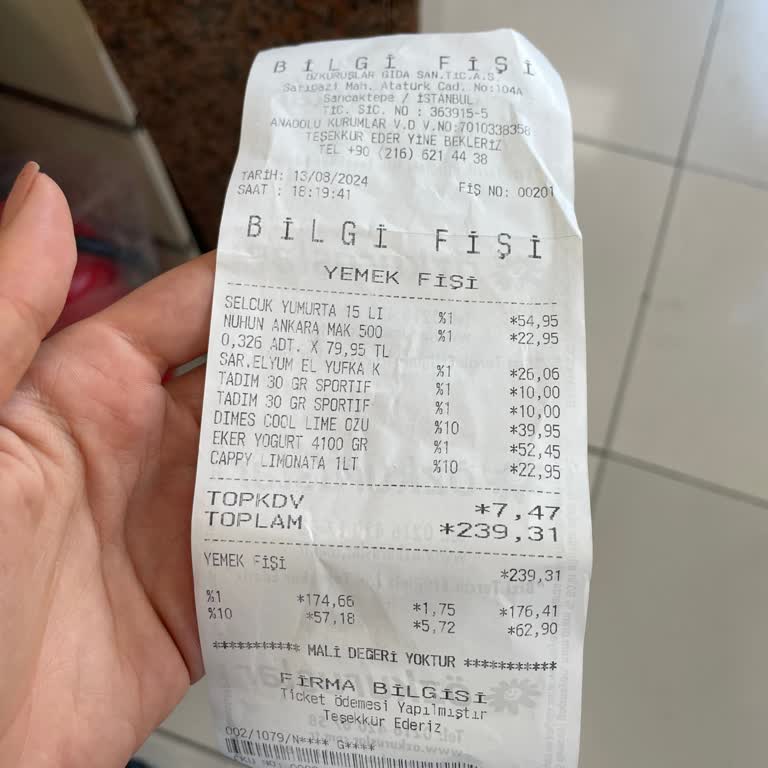 BİLGİ FİŞİ
ÖZKURUŞLAR GIDA SAN.TİC.A.Ş.
Sarıgazi Mah. Atatürk Cad. No:104A
Sancaktepe / İSTANBUL
TİC. SİC. NO : 363915-5
ANADOLU KURUMLAR V.D V.NO:7010338358
TEŞEKKÜR EDER YİNE BEKLERİZ
TEL +90 (216) 621 44 38
TARİH: 13/08/2024
SAAT : 18:19:41 FİŞ NO: 00201
BİLGİ FİŞİ
YEMEK FİŞİ
SELCUK YUMURTA 15 LI %1 *54,95
NUHUN ANKARA MAK 500 %1 *22,95
0,326 ADT. X 79,95 TL
SAR.ELYUM EL YUFKA K %1 *26,06
TADIM 30 GR SPORTIF %1 *10,00
TADIM 30 GR SPORTIF %1 *10,00
DIMES COOL LIME OZU %10 *39,95
EKER YOGURT 4100 GR %1 *52,45
CAPPY LIMONATA 1LT %10 *22,95
TOPKDV *7,47
TOPLAM *239,31
YEMEK FİŞİ *239,31
%1 *174,66 *1,75 *176,41
%10 *57,18 *5,72 *62,90
*********** MALİ DEĞERİ YOKTUR ***********
FİRMA BİLGİSİ
Ticket Ödemesi Yapılmıştır
Teşekkür Ederiz
002/1079/N**** G****